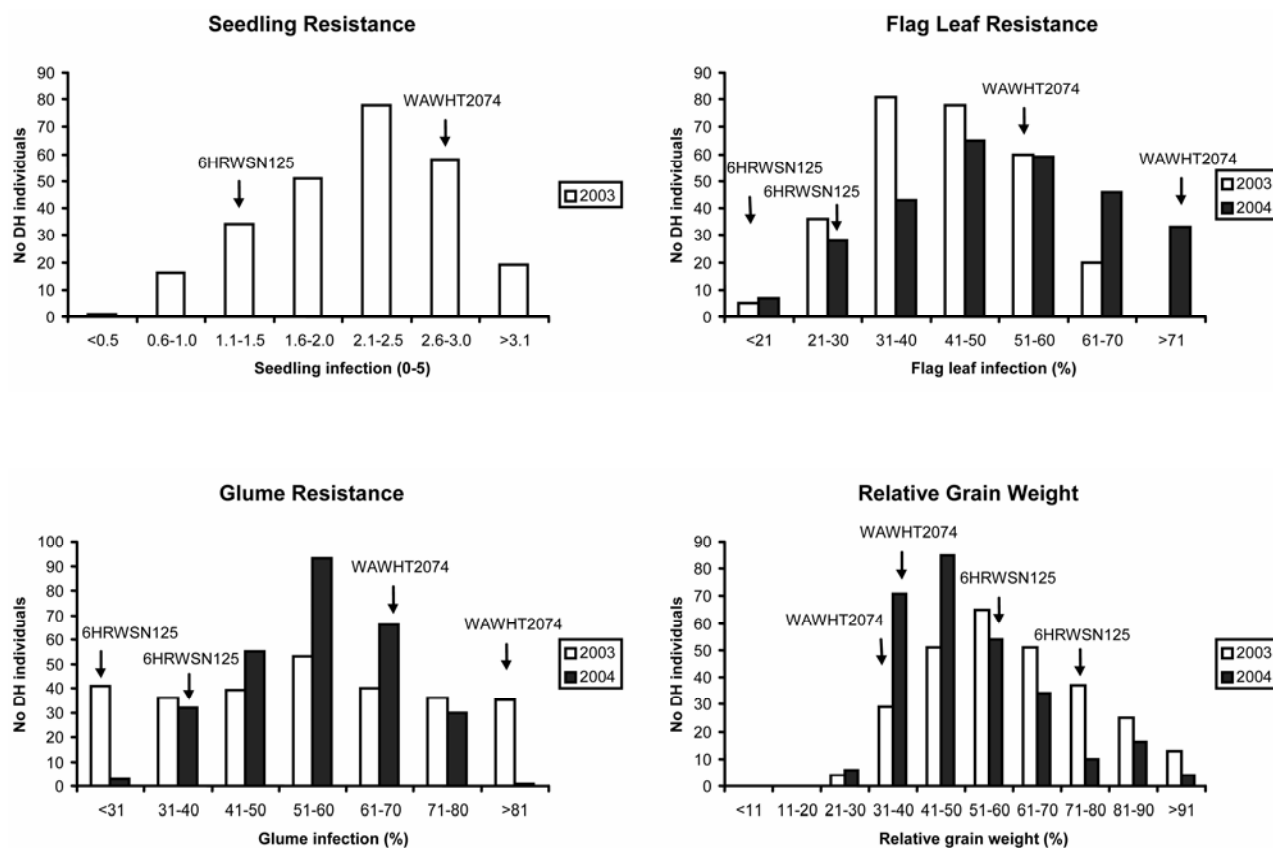 Seedling Resistance
No DH individuals
90
80
70
60
50
40
30
20
10
0
6HRWSN125
WAWHT2074
2003
<0.5 0.6-1.0 1.1-1.5 1.6-2.0 2.1-2.5 2.6-3.0 >3.1
Seedling infection (0-5)
Flag Leaf Resistance
No DH individuals
90
80
70
60
50
40
30
20
10
0
6HRWSN125
6HRWSN125
WAWHT2074
WAWHT2074
2003
2004
<21 21-30 31-40 41-50 51-60 61-70 >71
Flag leaf infection (%)
Glume Resistance
No DH individuals
100
90
80
70
60
50
40
30
20
10
0
6HRWSN125
6HRWSN125
WAWHT2074
WAWHT2074
2003
2004
<31 31-40 41-50 51-60 61-70 71-80 >81
Glume infection (%)
Relative Grain Weight
No DH individuals
90
80
70
60
50
40
30
20
10
0
WAWHT2074
WAWHT2074
6HRWSN125
6HRWSN125
2003
2004
<11 11-20 21-30 31-40 41-50 51-60 61-70 71-80 81-90 >91
Relative grain weight (%)